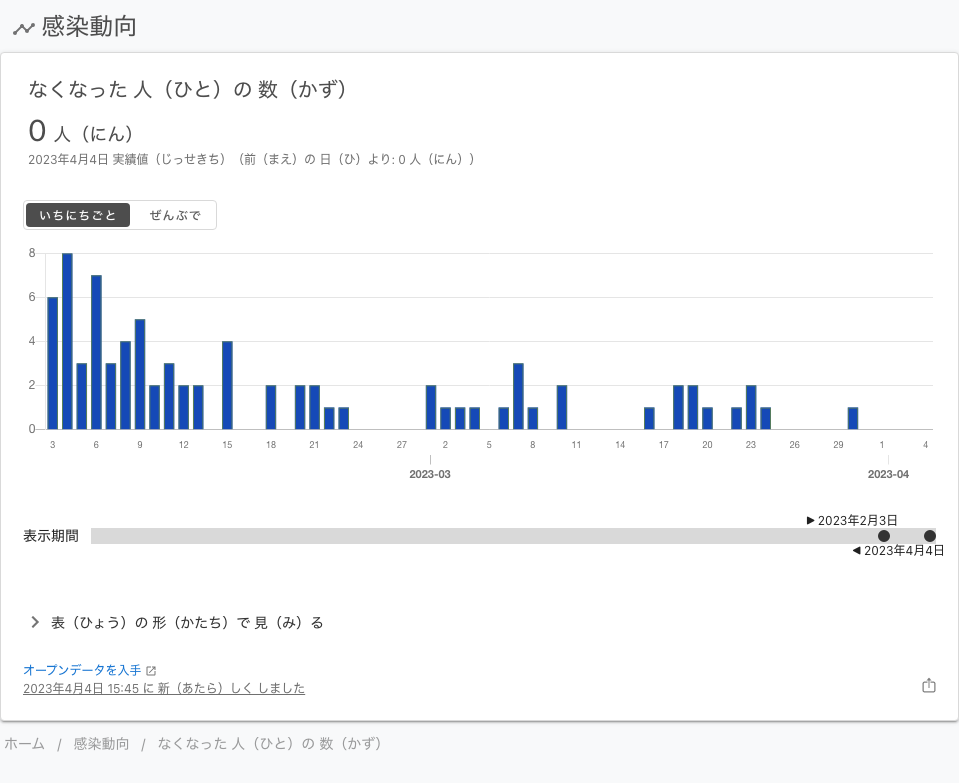 感染動向
なくなった 人（ひと）の 数（かず）
0 人（にん）
2023年4月4日 実績値（じっせきち）（前（まえ）の 日（ひ）より: 0 人（にん））
いちにちごと ぜんぶで
8
6
4
2
0
3 6 9 12 15 18 21 24 27 2 5 8 11 14 17 20 23 26 29 1 4
2023-03 2023-04
▶ 2023年2月3日
表示期間
◀ 2023年4月4日
表（ひょう）の 形（かたち）で 見（み）る
オープンデータを入手
2023年4月4日 15:45 に 新（あたら）しく しました
ホーム / 感染動向 / なくなった 人（ひと）の 数（かず）